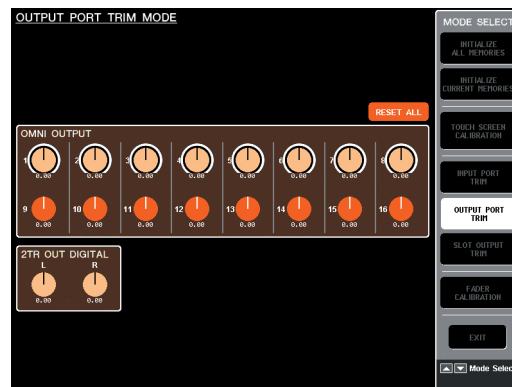 OUTPUT PORT TRIM MODE
MODE SELECT
INITIALIZE
ALL MEMORIES
INITIALIZE
CURRENT MEMORIES
TOUCH SCREEN
CALIBRATION
INPUT PORT
TRIM
OUTPUT PORT
TRIM
SLOT OUTPUT
TRIM
FADER
CALIBRATION
EXIT
Mode Selec
RESET ALL
OMNI OUTPUT
1 2 3 4 5 6 7 8
0.00 0.00 0.00 0.00 0.00 0.00 0.00 0.00
9 10 11 12 13 14 15 16
0.00 0.00 0.00 0.00 0.00 0.00 0.00 0.00
2TR OUT DIGITAL
L R
0.00 0.00